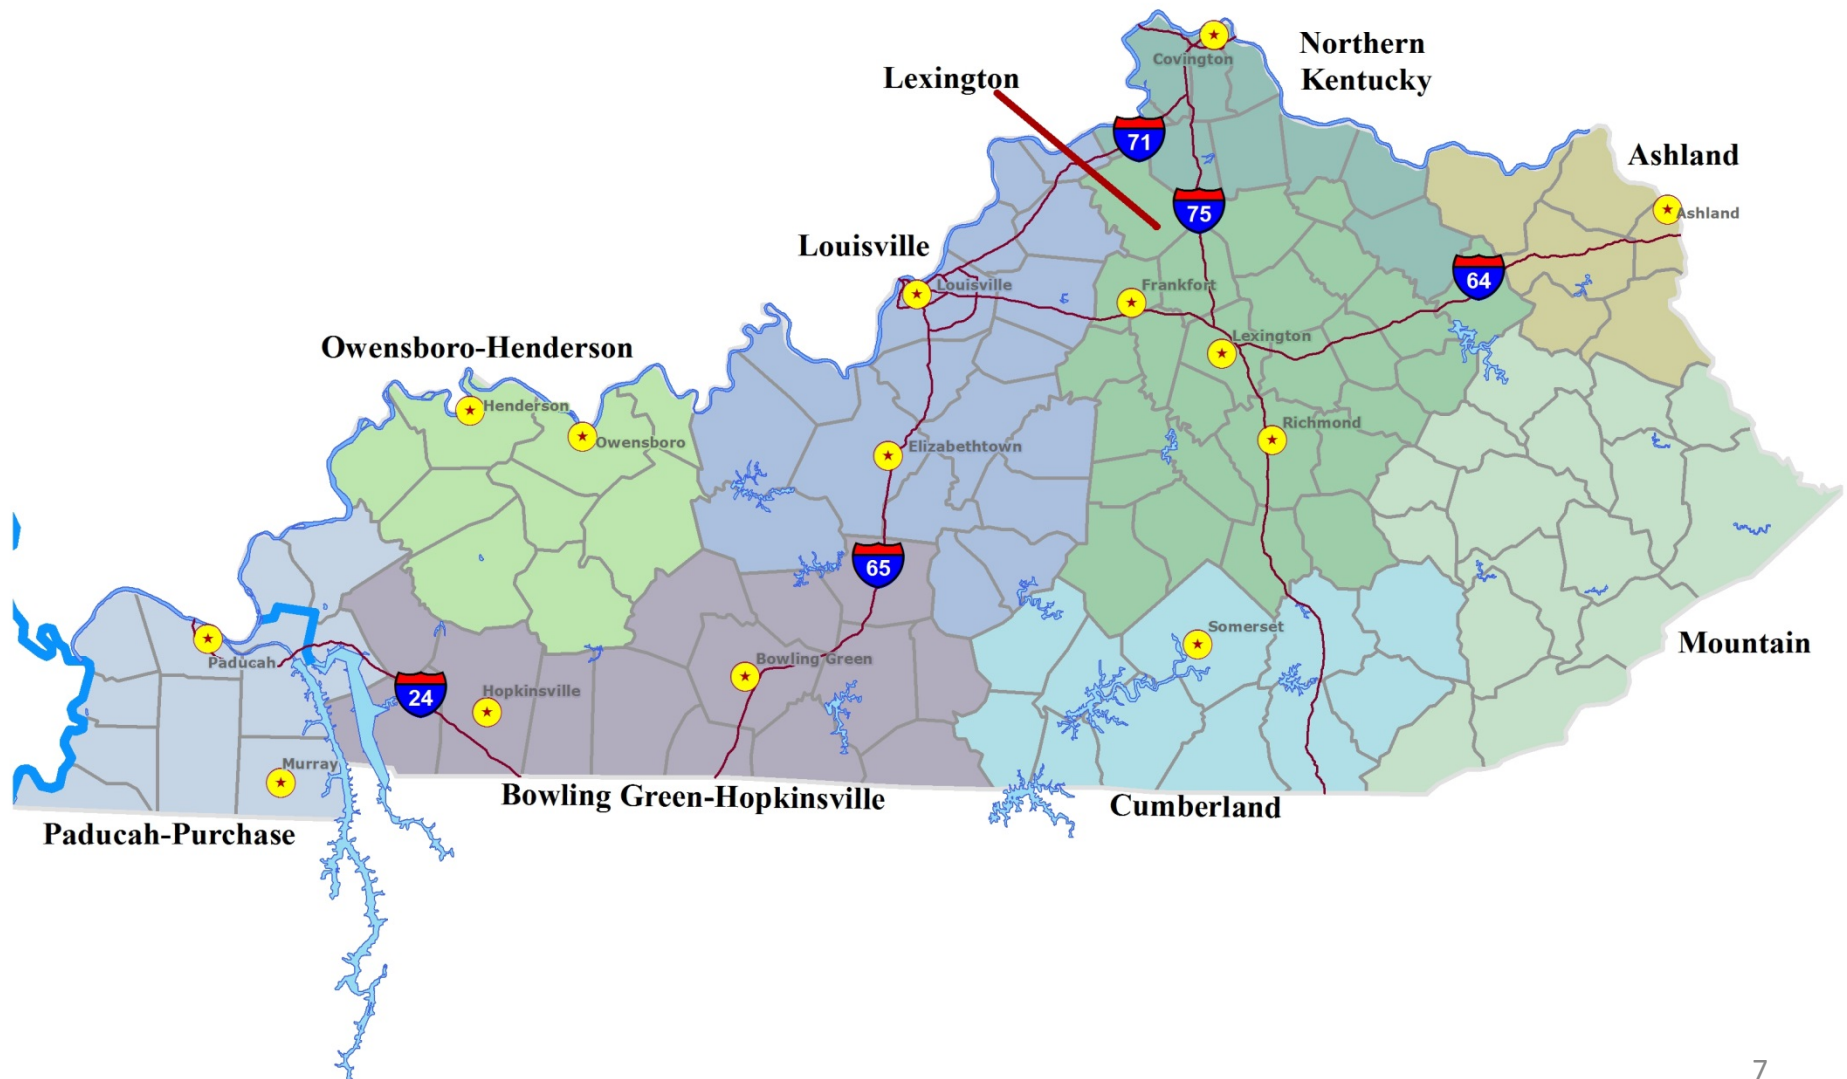 Northern
Kentucky
Covington
Lexington
71
Ashland
75
Ashland
Louisville
64
Louisville
Frankfort
Lexington
Owensboro-Henderson
Henderson
Owensboro
Richmond
Elizabethtown
65
Somerset
Mountain
Paducah
Bowling Green
24
Hopkinsville
Murray
Bowling Green-Hopkinsville
Cumberland
Paducah-Purchase
7